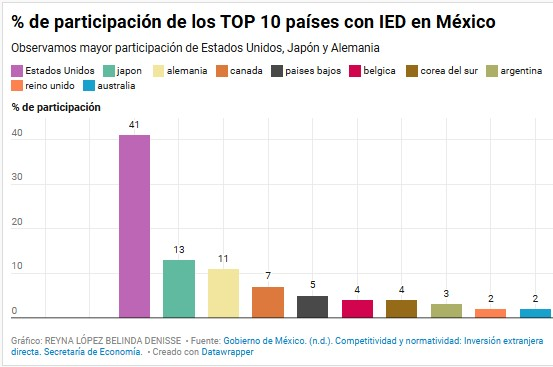 % de participación de los TOP 10 países con IED en México
Observamos mayor participación de Estados Unidos, Japón y Alemania
Estados Unidos japon alemania canada paises bajos belgica corea del sur argentina
reino unido australia
% de participación
41
40
30
20
13
11
10
7
5
4
4
3
2
2
0
Gráfico: REYNA LÓPEZ BELINDA DENISSE • Fuente: Gobierno de México. (n.d.). Competitividad y normatividad: Inversión extranjera
directa. Secretaría de Economía. • Creado con Datawrapper